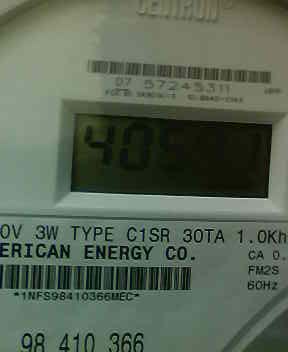 CENTRON
07 57245311
405
0V 3W TYPE C1SR 30TA 1.0Kh
ERICAN ENERGY CO.
CA 0.
FM2S
*1NFS98410366MEC*
60Hz
98 410 366